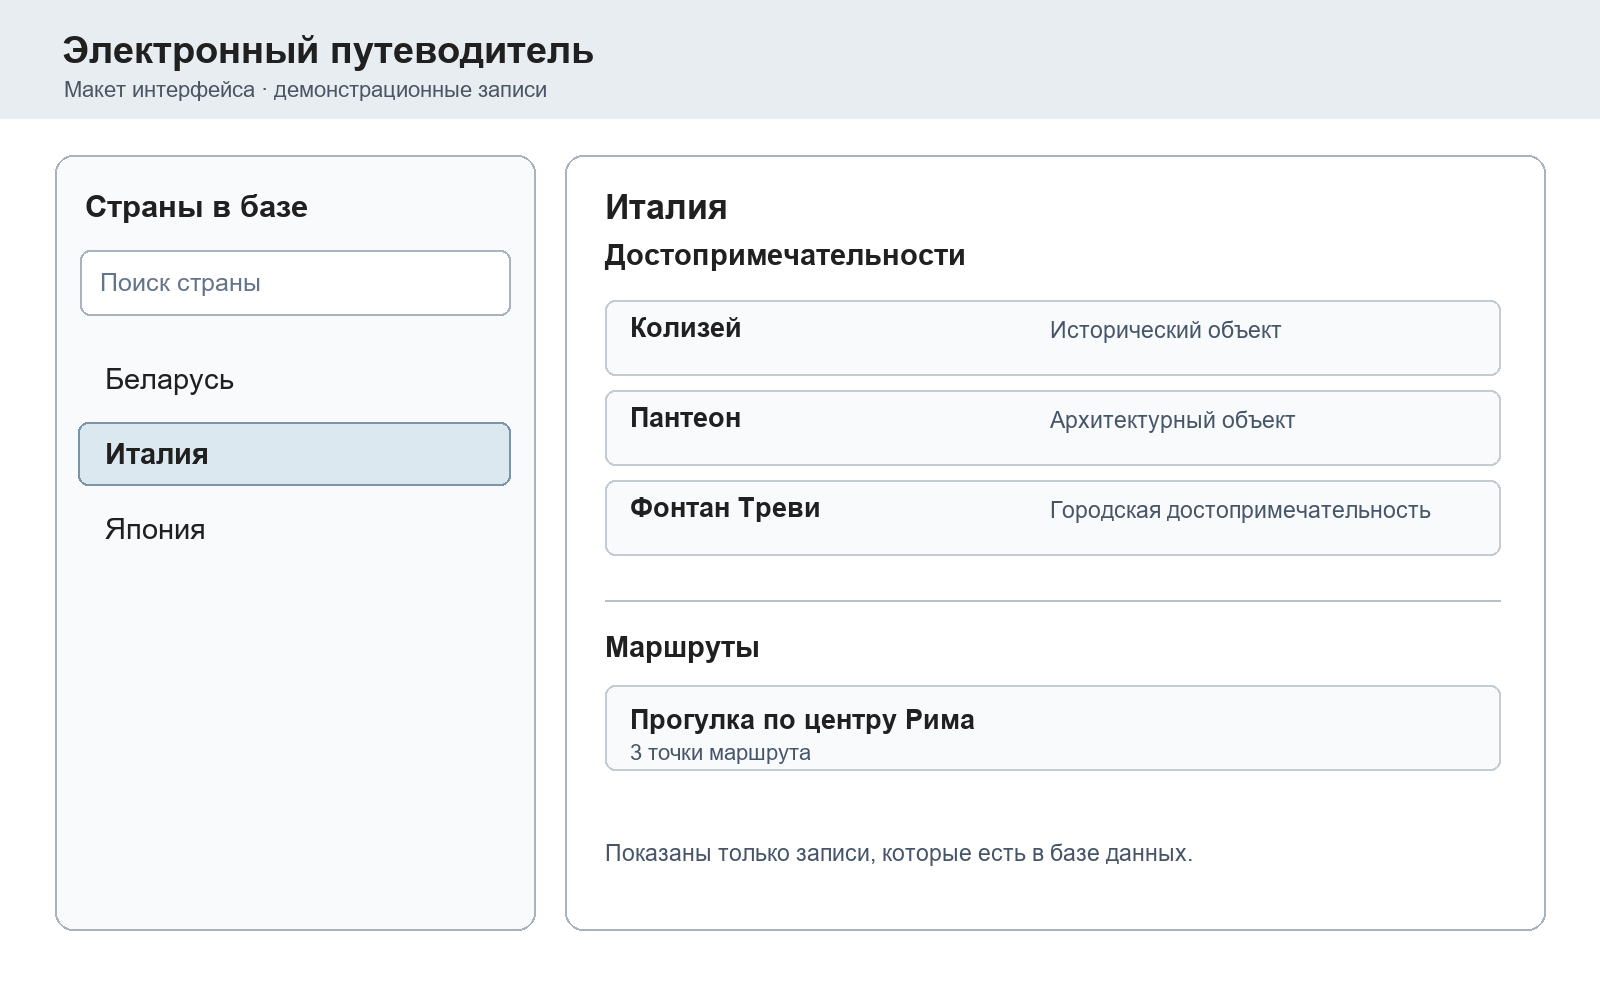 Электронный путеводитель
Макет интерфейса · демонстрационные записи
Страны в базе
Поиск страны
Беларусь
Италия
Япония
Италия
Достопримечательности
Колизей
Исторический объект
Пантеон
Архитектурный объект
Фонтан Треви
Городская достопримечательность
Маршруты
Прогулка по центру Рима
3 точки маршрута
Показаны только записи, которые есть в базе данных.